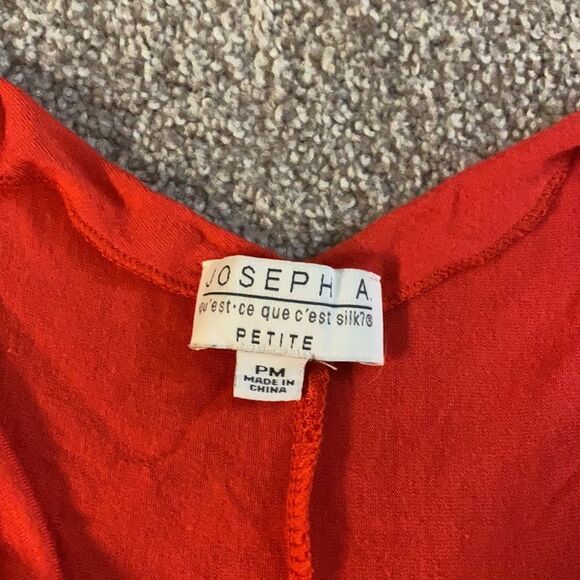 JOSEPH A.
qu'est-ce que c'est silk?®
PETITE
PM
MADE IN
CHINA